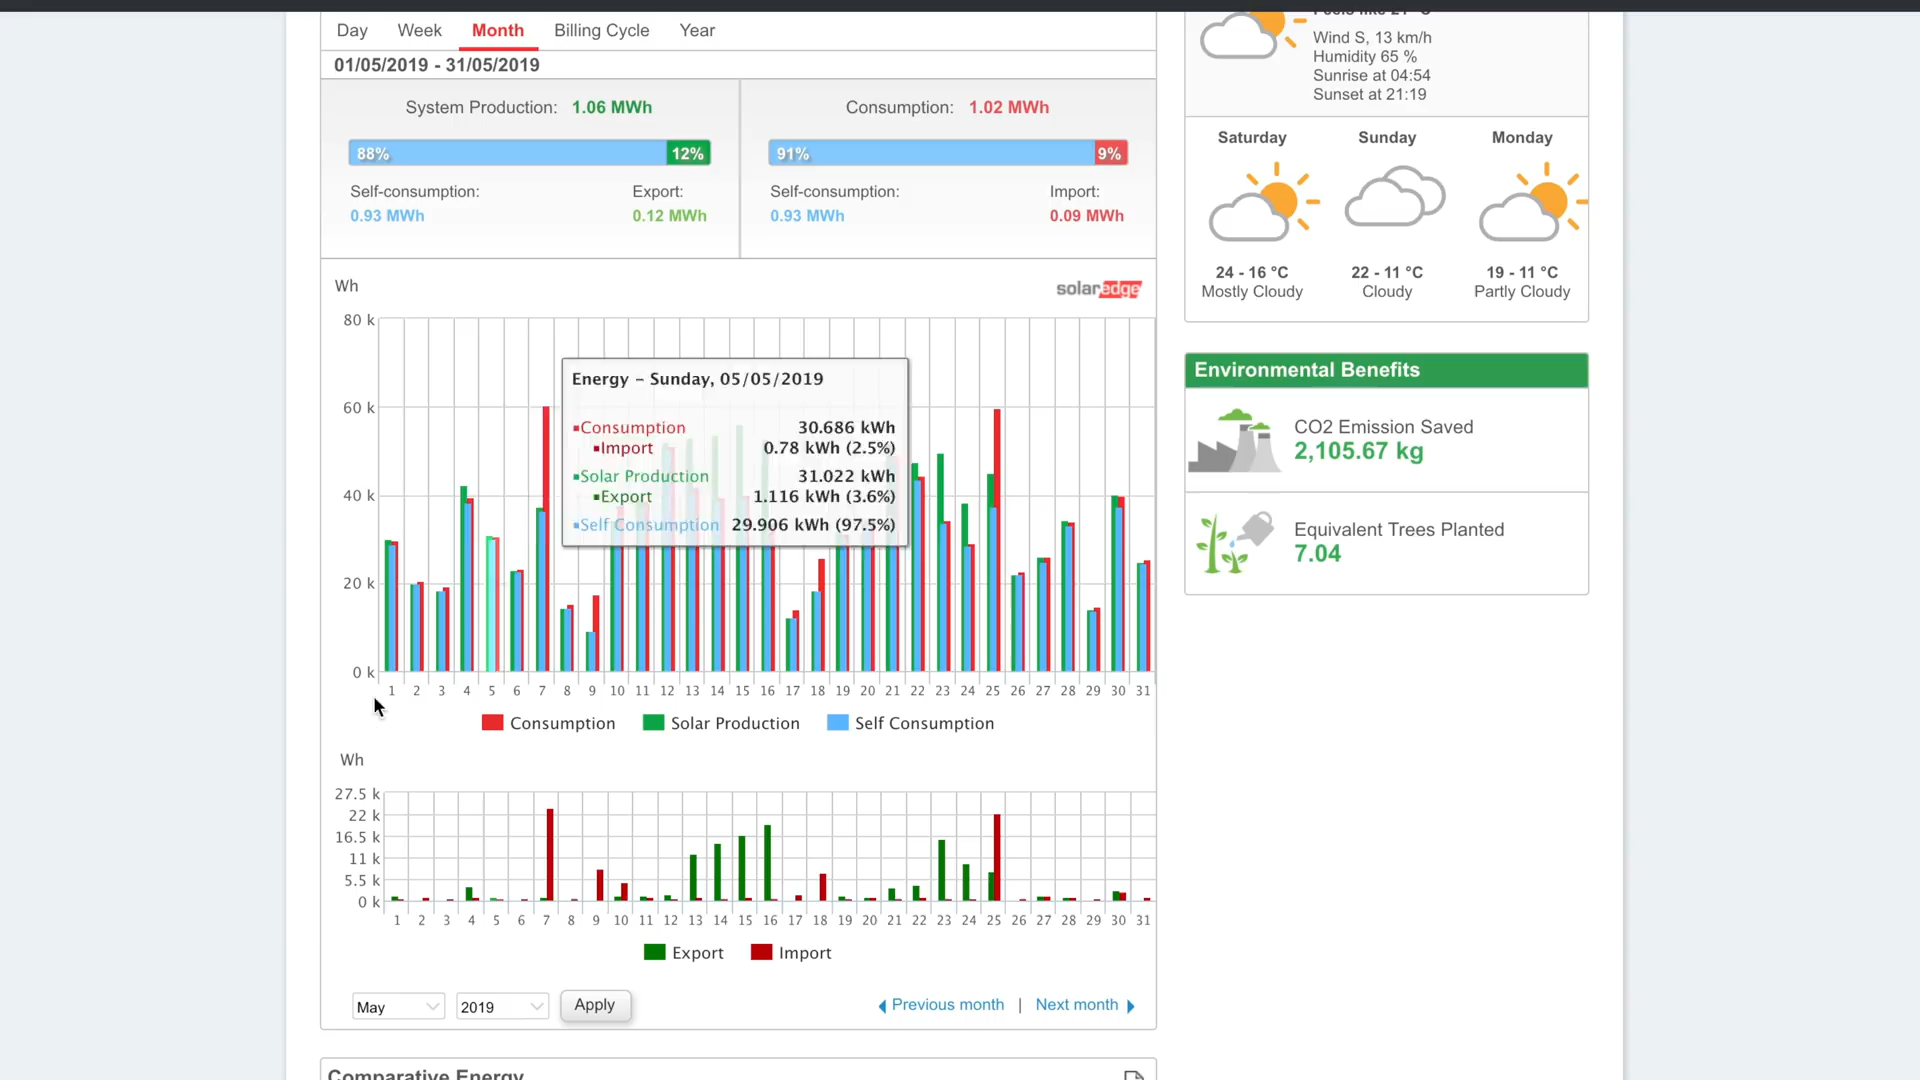 Day Week Month Billing Cycle Year
01/05/2019 - 31/05/2019
System Production: 1.06 MWh
88% 12%
Self-consumption: Export:
0.93 MWh 0.12 MWh
Consumption: 1.02 MWh
91% 9%
Self-consumption: Import:
0.93 MWh 0.09 MWh
Wh
solaredge
80 k
60 k
40 k
20 k
0 k
Energy – Sunday, 05/05/2019
Consumption 30.686 kWh
Import 0.78 kWh (2.5%)
Solar Production 31.022 kWh
Export 1.116 kWh (3.6%)
Self Consumption 29.906 kWh (97.5%)
1 2 3 4 5 6 7 8 9 10 11 12 13 14 15 16 17 18 19 20 21 22 23 24 25 26 27 28 29 30 31
Consumption Solar Production Self Consumption
Wh
27.5 k
22 k
16.5 k
11 k
5.5 k
0 k
1 2 3 4 5 6 7 8 9 10 11 12 13 14 15 16 17 18 19 20 21 22 23 24 25 26 27 28 29 30 31
Export Import
May 2019 Apply Previous month | Next month
Comparative Energy
Feels like 21 °C
Wind S, 13 km/h
Humidity 65 %
Sunrise at 04:54
Sunset at 21:19
Saturday Sunday Monday
24 - 16 °C 22 - 11 °C 19 - 11 °C
Mostly Cloudy Cloudy Partly Cloudy
Environmental Benefits
CO2 Emission Saved
2,105.67 kg
Equivalent Trees Planted
7.04